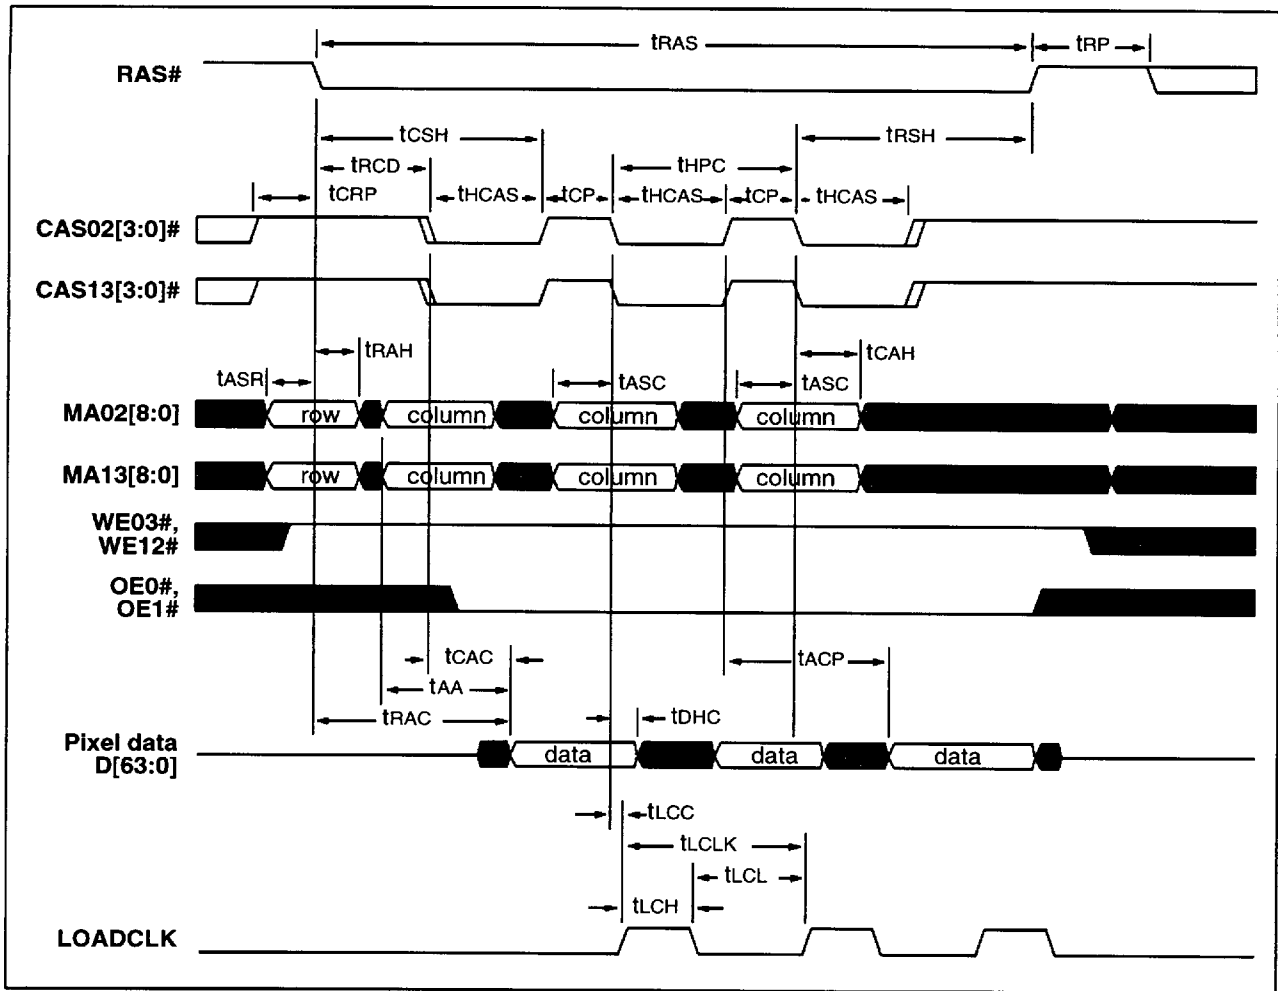 tRAS
tRP
RAS#
tCSH
tRSH
tRCD
tHPC
tCRP
tHCAS
tCP
tHCAS
tCP
tHCAS
CAS02[3:0]#
CAS13[3:0]#
tRAH
tCAH
tASR
tASC
tASC
MA02[8:0]
row
column
column
column
MA13[8:0]
row
column
column
column
WE03#,
WE12#
OE0#,
OE1#
tCAC
tACP
tAA
tRAC
tDHC
Pixel data
D[63:0]
data
data
data
tLCC
tLCLK
tLCL
tLCH
LOADCLK